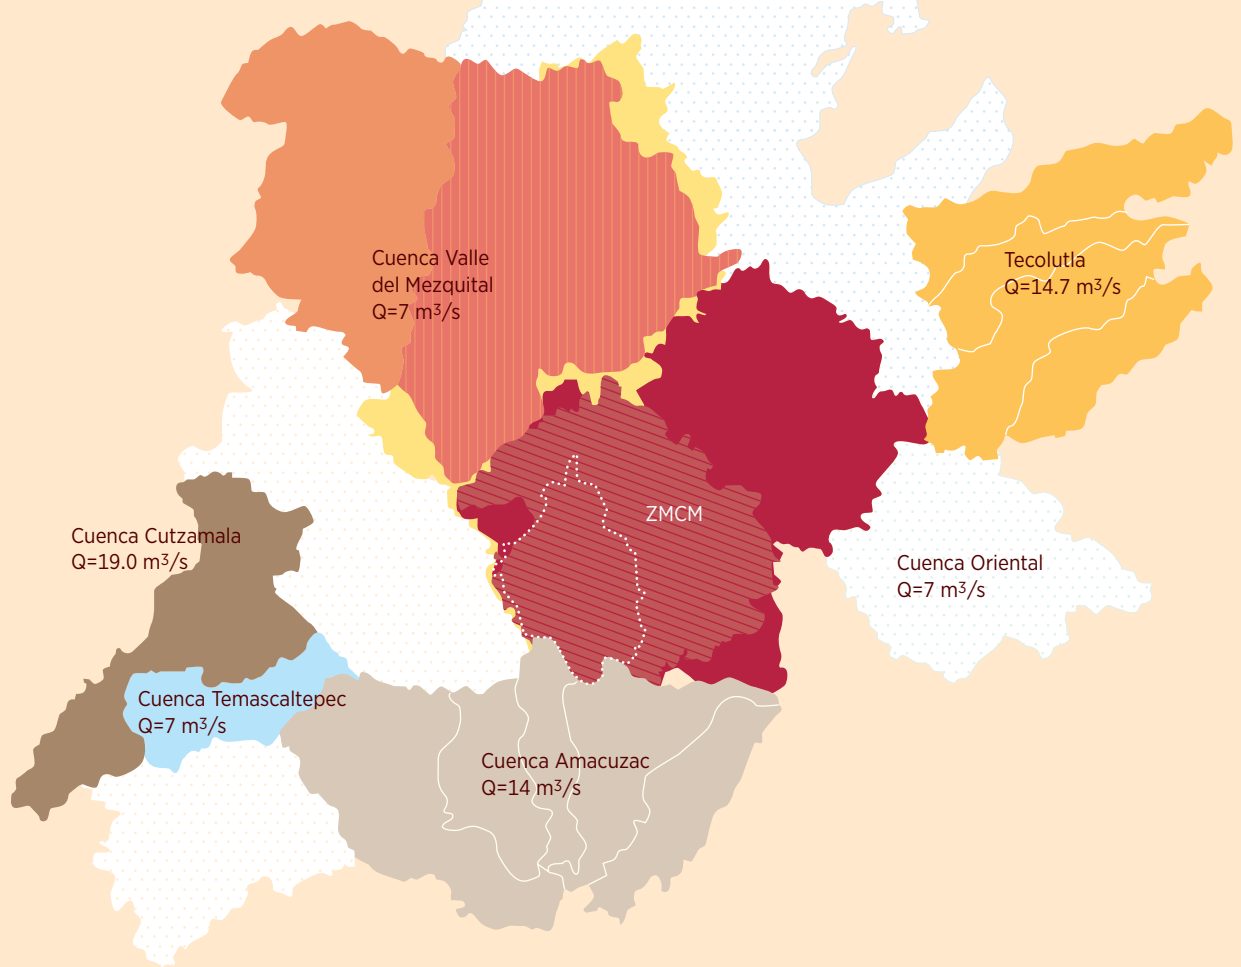 Cuenca Valle
del Mezquital
Q=7 m³/s
Tecolutla
Q=14.7 m³/s
ZMCM
Cuenca Cutzamala
Q=19.0 m³/s
Cuenca Oriental
Q=7 m³/s
Cuenca Temascaltepec
Q=7 m³/s
Cuenca Amacuzac
Q=14 m³/s